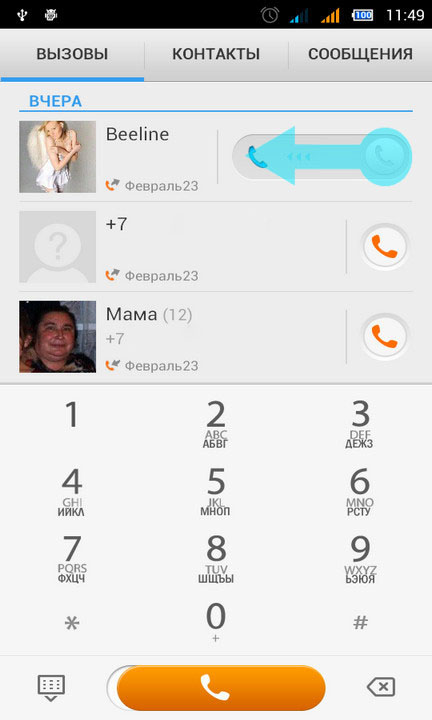 100 11:49
ВЫЗОВЫ КОНТАКТЫ СООБЩЕНИЯ
ВЧЕРА
Beeline
Февраль23
+7
Февраль23
Мама (12)
+7
Февраль23
1 2 3
ABC DEF
АБВГ ДЕЖЗ
4 5 6
GHI JKL MNO
ИЙКЛ МНОП РСТУ
7 8 9
PQRS TUV WXYZ
ФХЦЧ ШЩЪЫ ЬЭЮЯ
* 0 #
+